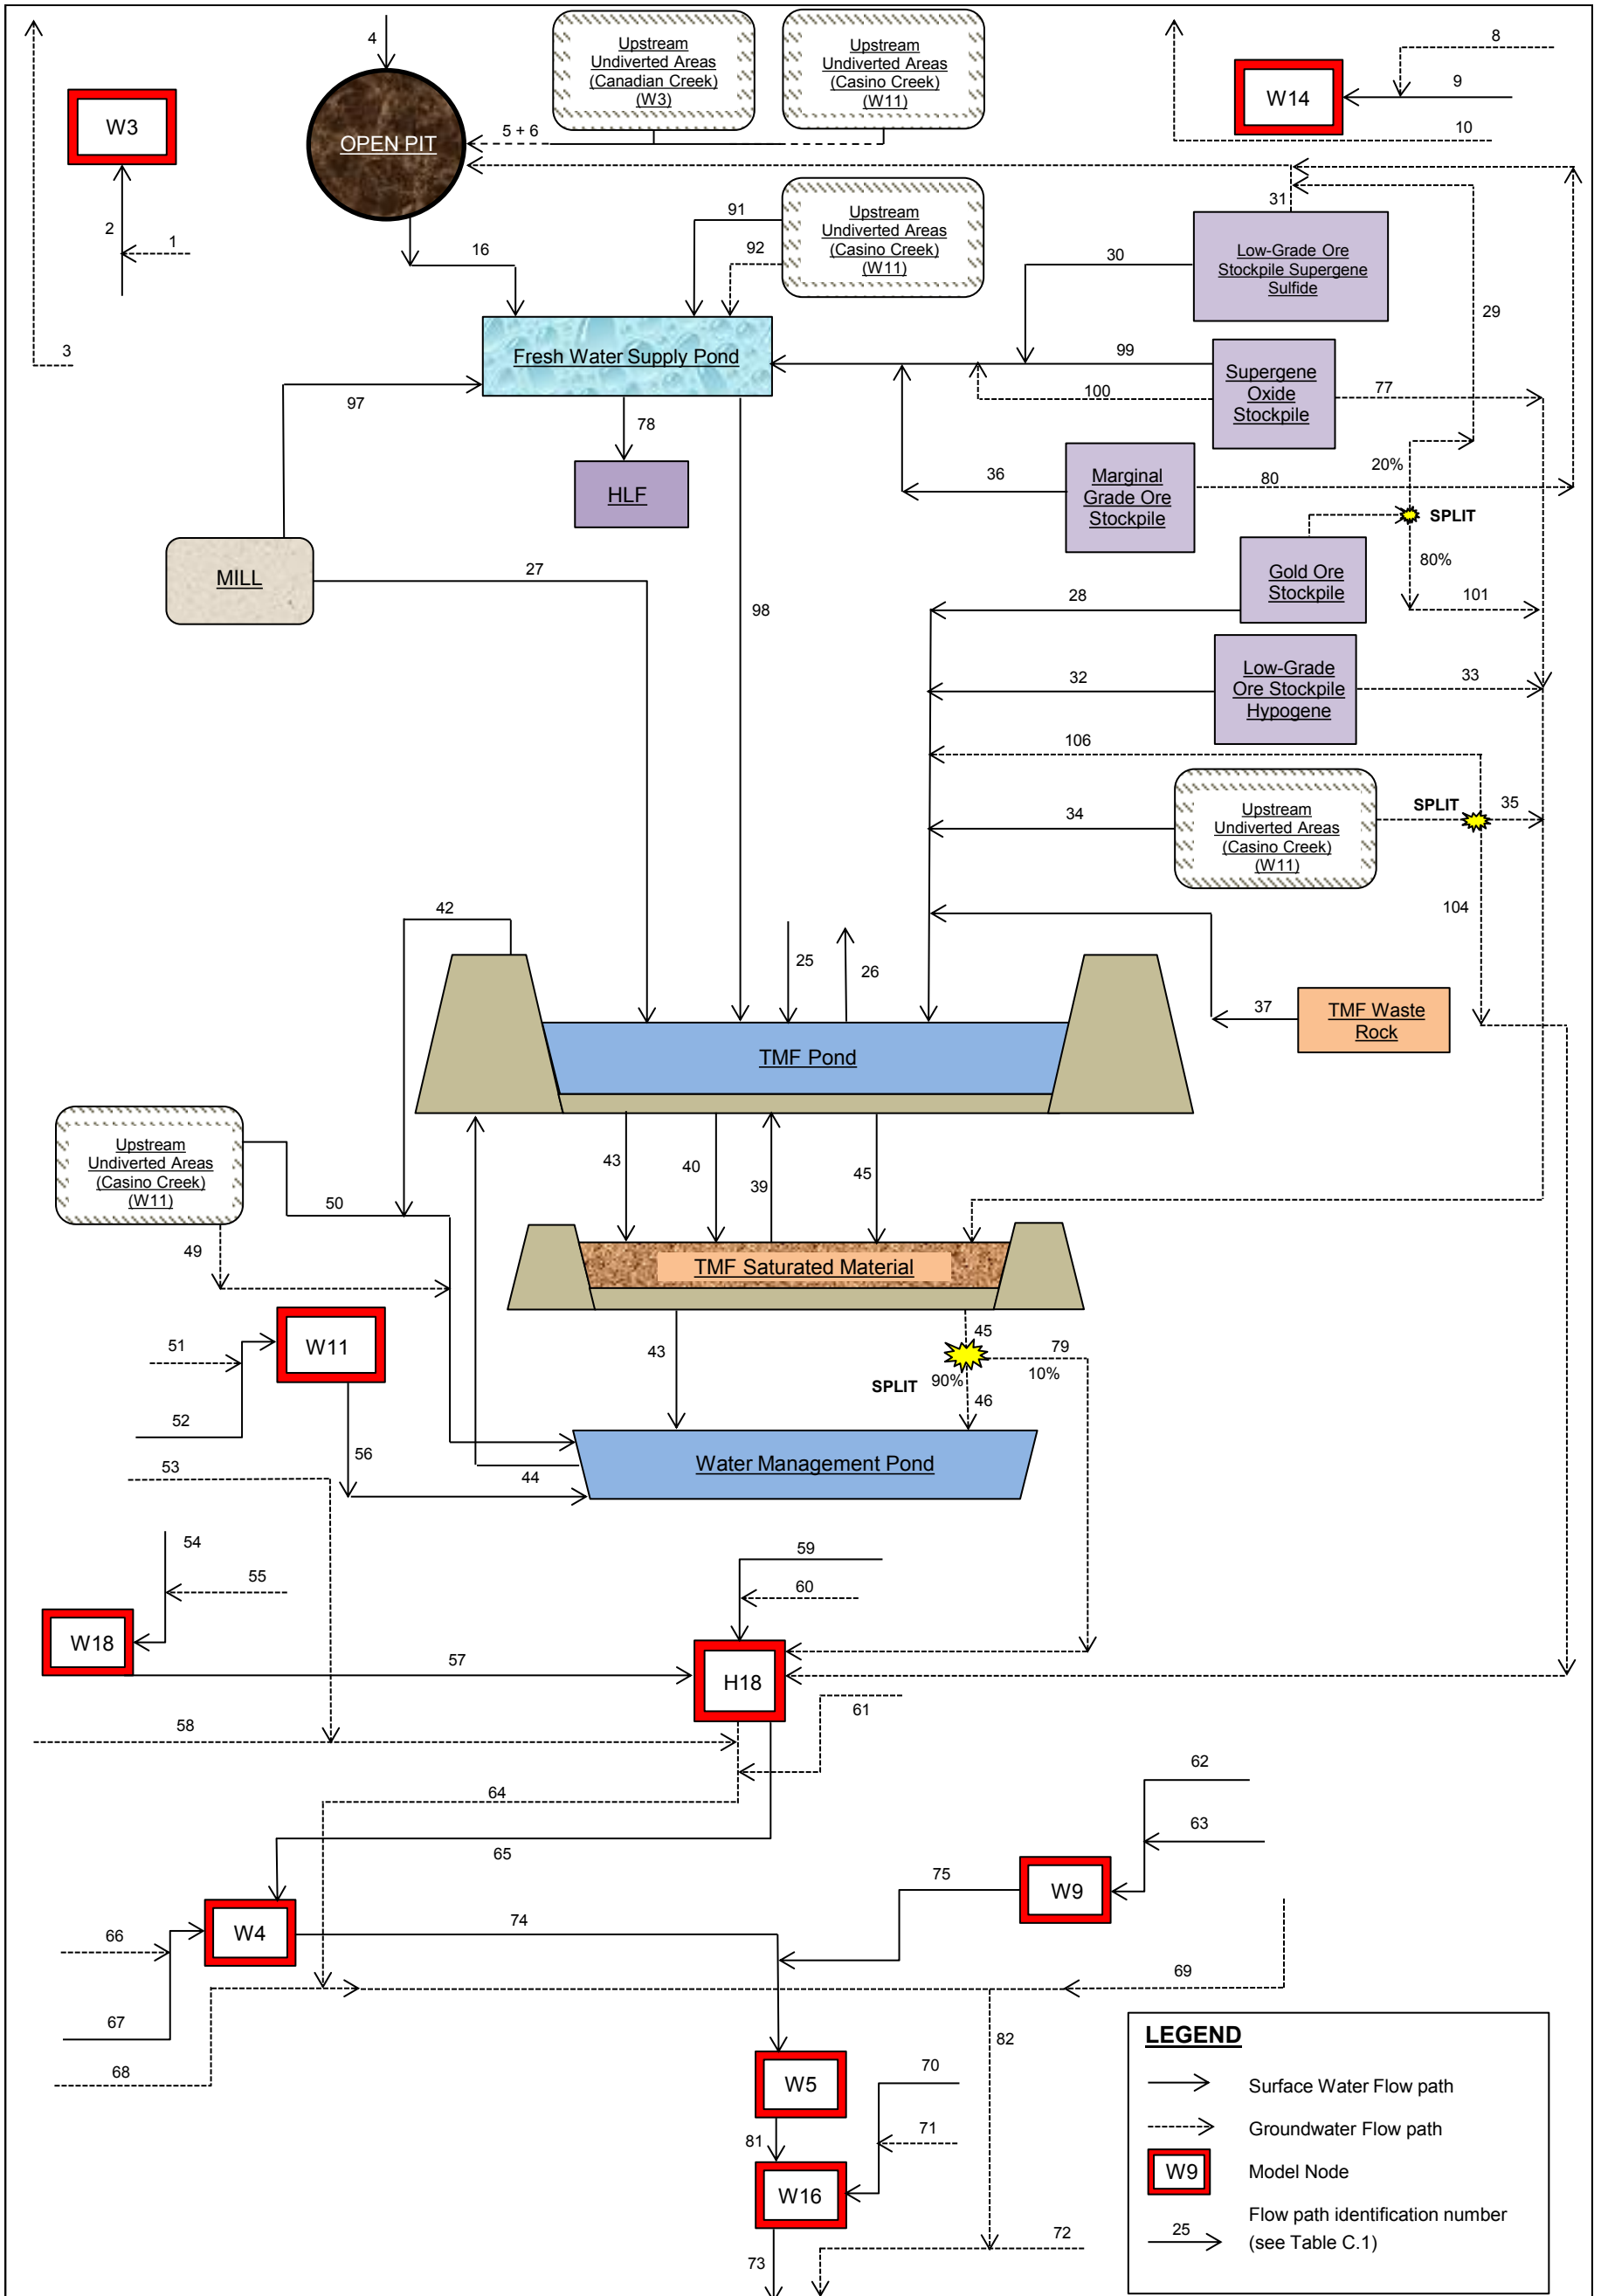 4
Upstream
Undiverted Areas
(Canadian Creek)
(W3)
Upstream
Undiverted Areas
(Casino Creek)
(W11)
8
W14
9
10
W3
OPEN PIT
5 + 6
2
1
3
16
91
92
Upstream
Undiverted Areas
(Casino Creek)
(W11)
31
30
Low-Grade Ore
Stockpile Supergene
Sulfide
29
Fresh Water Supply Pond
99
100
Supergene
Oxide
Stockpile
77
97
78
HLF
36
Marginal
Grade Ore
Stockpile
80
20%
SPLIT
80%
MILL
27
98
28
Gold Ore
Stockpile
101
32
Low-Grade
Ore Stockpile
Hypogene
33
106
34
Upstream
Undiverted Areas
(Casino Creek)
(W11)
SPLIT
35
104
42
25
26
37
TMF Waste
Rock
TMF Pond
Upstream
Undiverted Areas
(Casino Creek)
(W11)
50
49
43
40
39
45
TMF Saturated Material
51
W11
52
56
53
43
45
79
SPLIT
90%
10%
46
44
Water Management Pond
54
55
W18
57
59
60
H18
58
61
64
65
62
63
W9
75
66
W4
74
67
68
69
82
W5
70
71
81
W16
72
73
LEGEND
Surface Water Flow path
Groundwater Flow path
W9
Model Node
25
Flow path identification number
(see Table C.1)